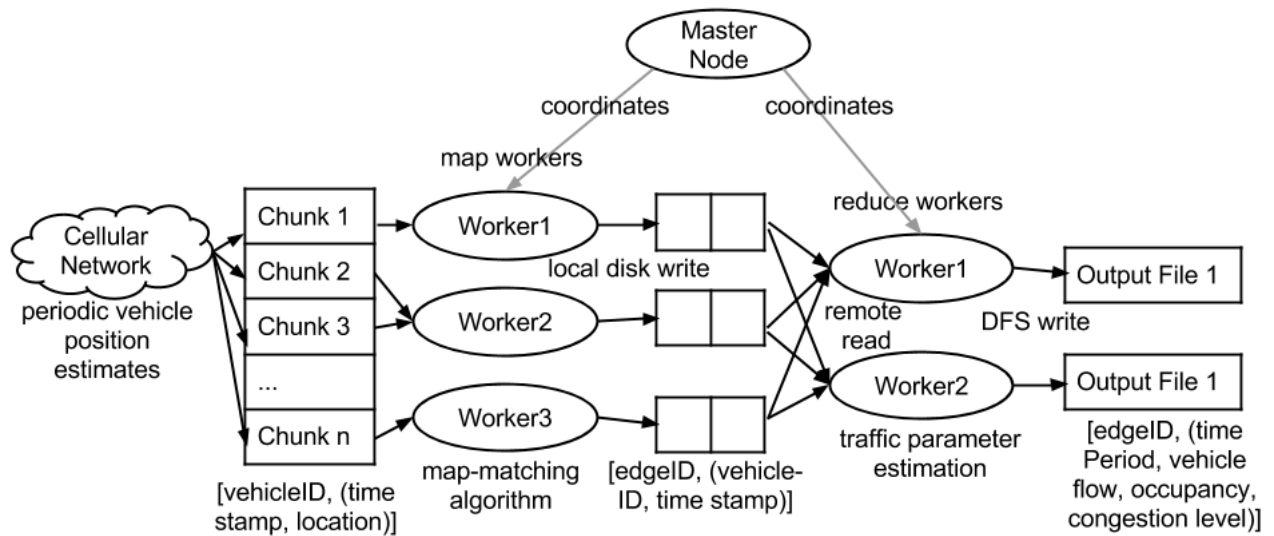 Master
Node
coordinates
coordinates
map workers
reduce workers
Cellular
Network
periodic vehicle
position
estimates
Chunk 1
Chunk 2
Chunk 3
...
Chunk n
[vehicleID, (time
stamp, location)]
Worker1
Worker2
Worker3
map-matching
algorithm
local disk write
[edgeID, (vehicle-
ID, time stamp)]
Worker1
remote
read
Worker2
traffic parameter
estimation
DFS write
Output File 1
Output File 1
[edgeID, (time
Period, vehicle
flow, occupancy,
congestion level)]